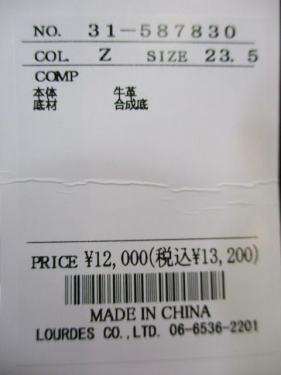 NO. 31-587830
COL. Z SIZE 23.5
COMP
本体 牛革
底材 合成底
PRICE ¥12,000(税込¥13,200)
MADE IN CHINA
LOURDES CO.,LTD. 06-6536-2201